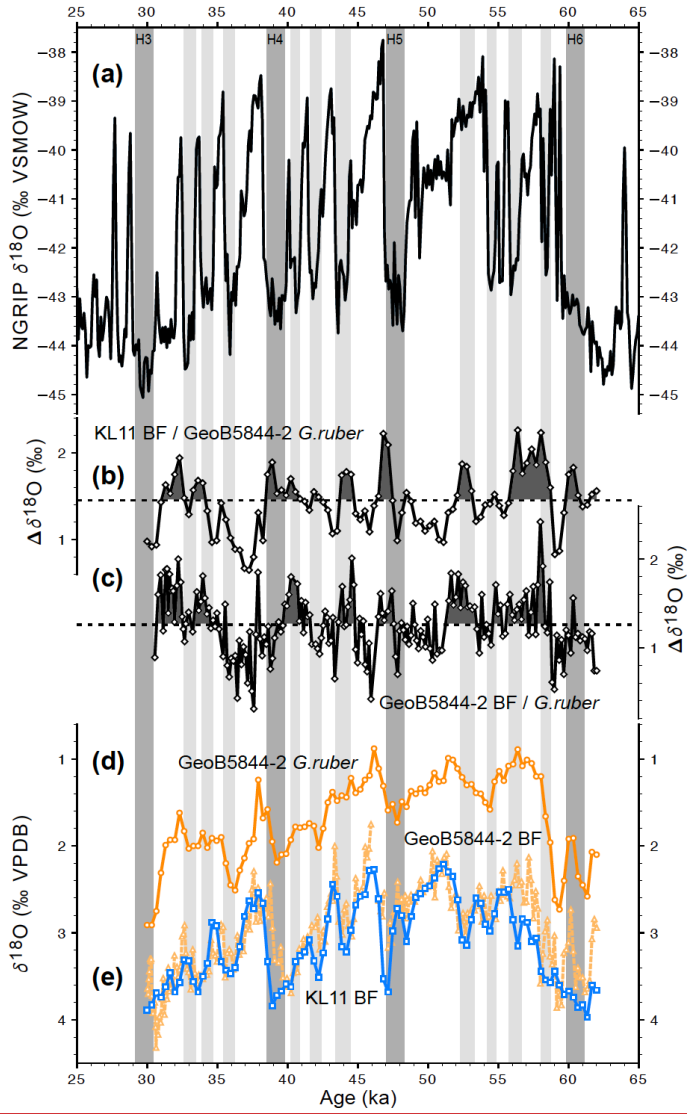 25 30 35 40 45 50 55 60 65
H3 H4 H5 H6
(a)
NGRIP δ18O (‰ VSMOW)
−38 −38
−39 −39
−40 −40
−41 −41
−42 −42
−43 −43
−44 −44
−45 −45
KL11 BF / GeoB5844-2 G.ruber
(b)
Δδ18O (‰)
2
1
(c)
2
1
Δδ18O (‰)
GeoB5844-2 BF / G.ruber
(d)
GeoB5844-2 G.ruber
1 1
GeoB5844-2 BF
2 2
δ18O (‰ VPDB)
3 3
(e)
KL11 BF
4 4
25 30 35 40 45 50 55 60 65
Age (ka)